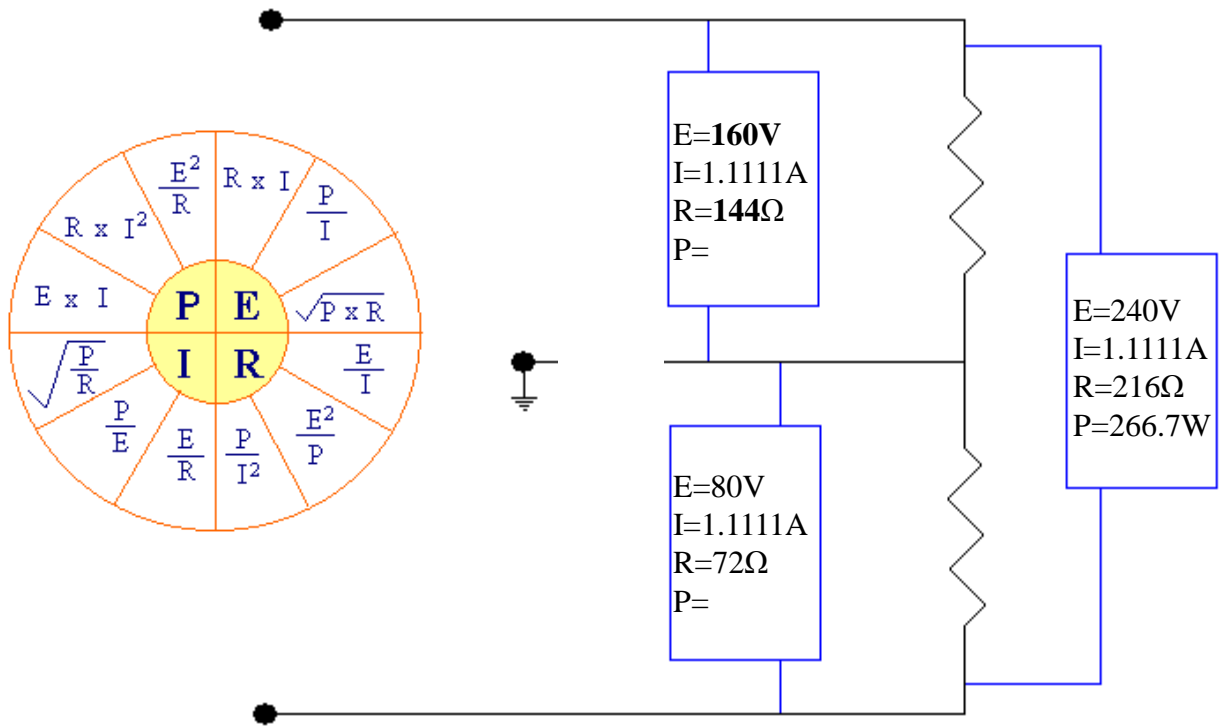 E²/R
R x I
P/I
R x I²
E x I
P E
√P x R
I R
√P/R
E/I
P/E
E/R
P/I²
E²/P
E=160V
I=1.1111A
R=144Ω
P=
E=80V
I=1.1111A
R=72Ω
P=
E=240V
I=1.1111A
R=216Ω
P=266.7W